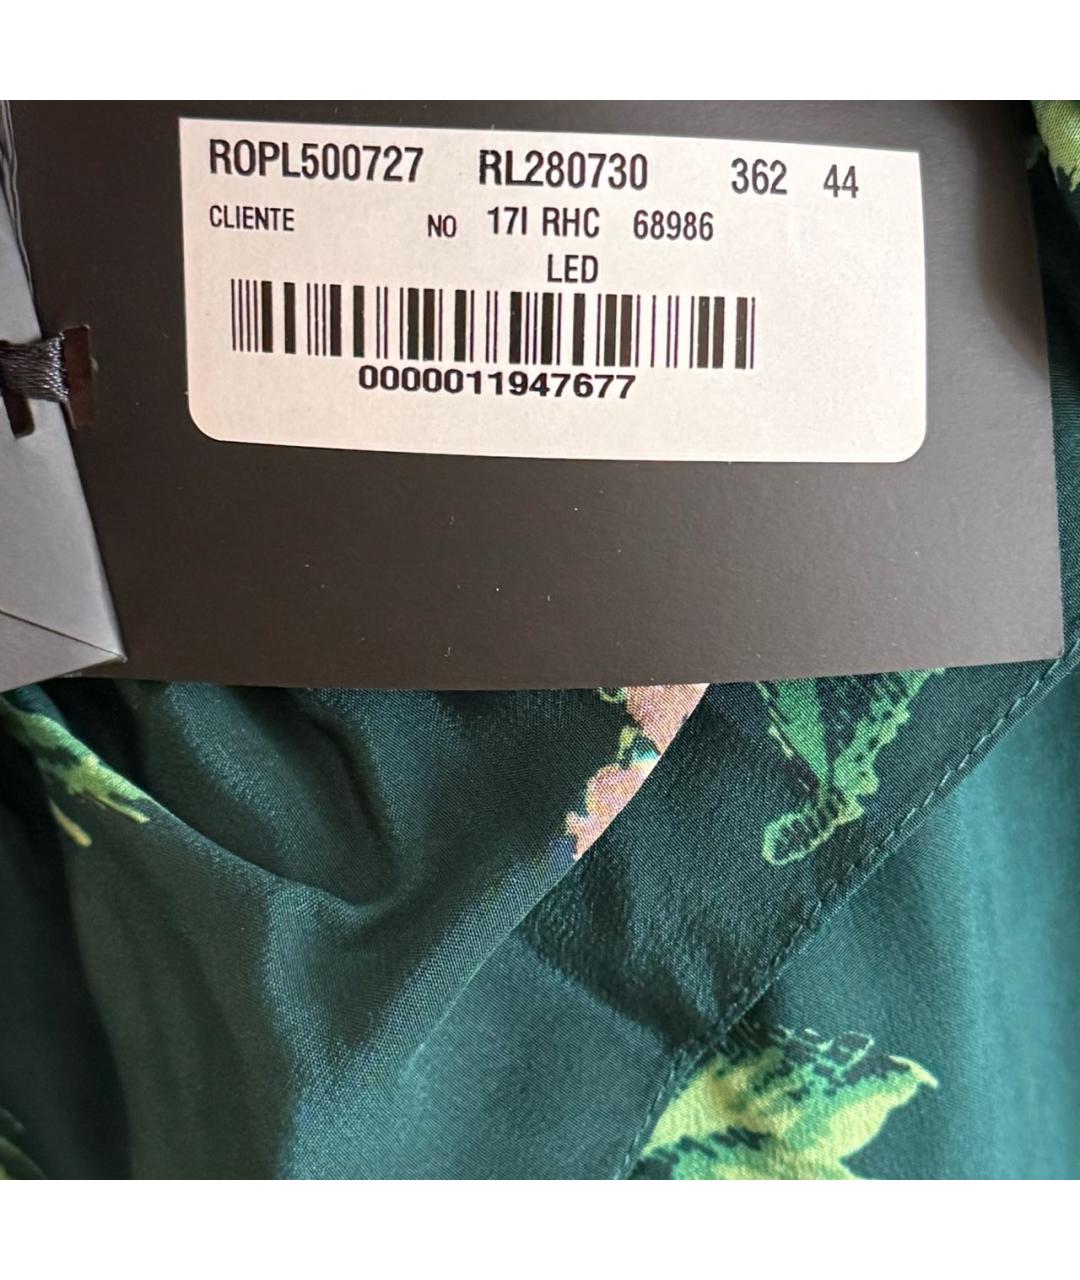 ROPL500727 RL280730 362 44
CLIENTE NO 17I RHC 68986
LED
0000011947677